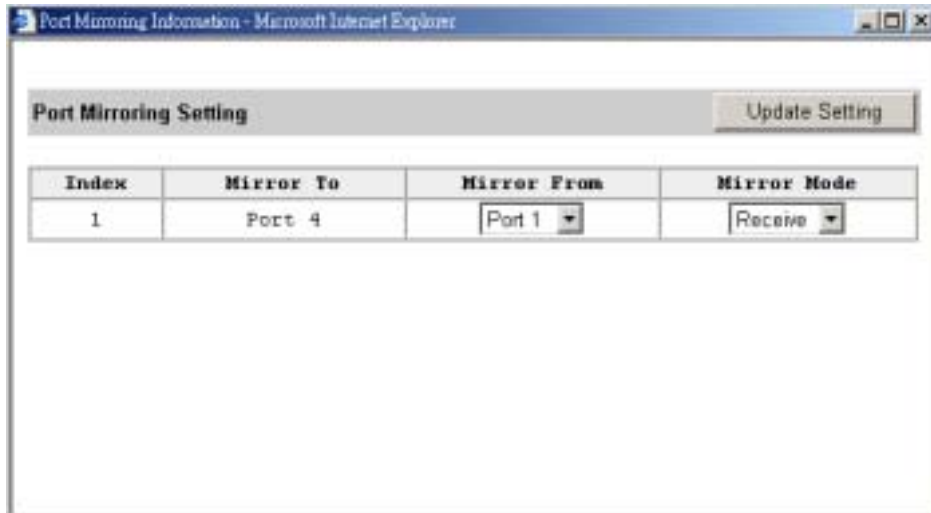 Port Mirroring Information - Microsoft Internet Explorer
Port Mirroring Setting
Update Setting
Index Mirror To Mirror From Mirror Mode
1 Port 4 Port 1 Receive